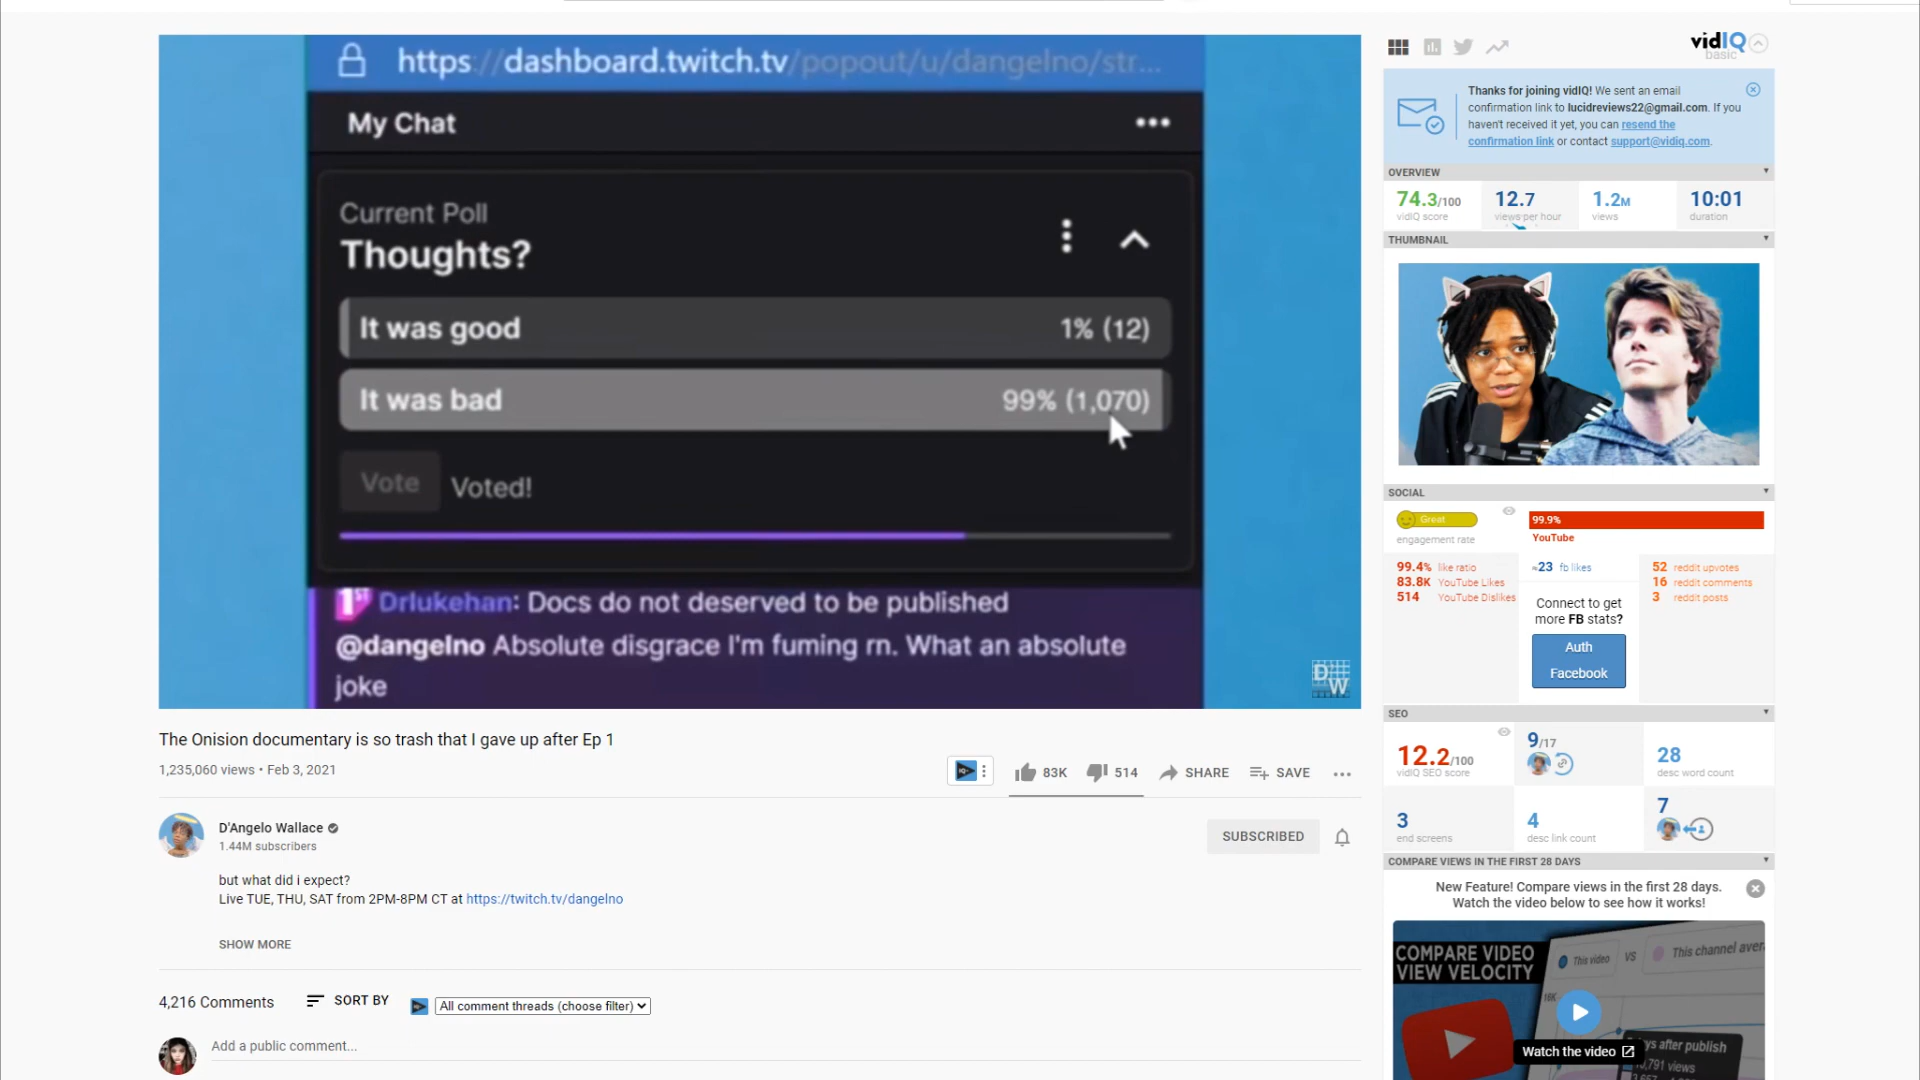 https://dashboard.twitch.tv/popout/u/dangelno/str...
My Chat
Current Poll
Thoughts?
It was good 1% (12)
It was bad 99% (1,070)
Vote Voted!
1ST Drlukehan: Docs do not deserved to be published
@dangelno Absolute disgrace I'm fuming rn. What an absolute
joke
DW
The Onision documentary is so trash that I gave up after Ep 1
1,235,060 views • Feb 3, 2021
83K 514 SHARE SAVE
D'Angelo Wallace
1.44M subscribers
SUBSCRIBED
but what did i expect?
Live TUE, THU, SAT from 2PM-8PM CT at https://twitch.tv/dangelno
SHOW MORE
4,216 Comments SORT BY All comment threads (choose filter)
Add a public comment...
vidIQ
basic
Thanks for joining vidIQ! We sent an email
confirmation link to lucidreviews22@gmail.com. If you
haven't received it yet, you can resend the
confirmation link or contact support@vidiq.com.
OVERVIEW
74.3/100 12.7 1.2M 10:01
vidIQ score views per hour views duration
THUMBNAIL
SOCIAL
Great 99.9%
engagement rate YouTube
99.4% like ratio ≈23 fb likes 52 reddit upvotes
83.8K YouTube Likes 16 reddit comments
514 YouTube Dislikes 3 reddit posts
Connect to get
more FB stats?
Auth
Facebook
SEO
12.2/100 9/17 28
vidIQ SEO score desc word count
3 4 7
end screens desc link count
COMPARE VIEWS IN THE FIRST 28 DAYS
New Feature! Compare views in the first 28 days.
Watch the video below to see how it works!
COMPARE VIDEO
VIEW VELOCITY
This video VS This channel aver
16K
Watch the video
ys after publish
791 views